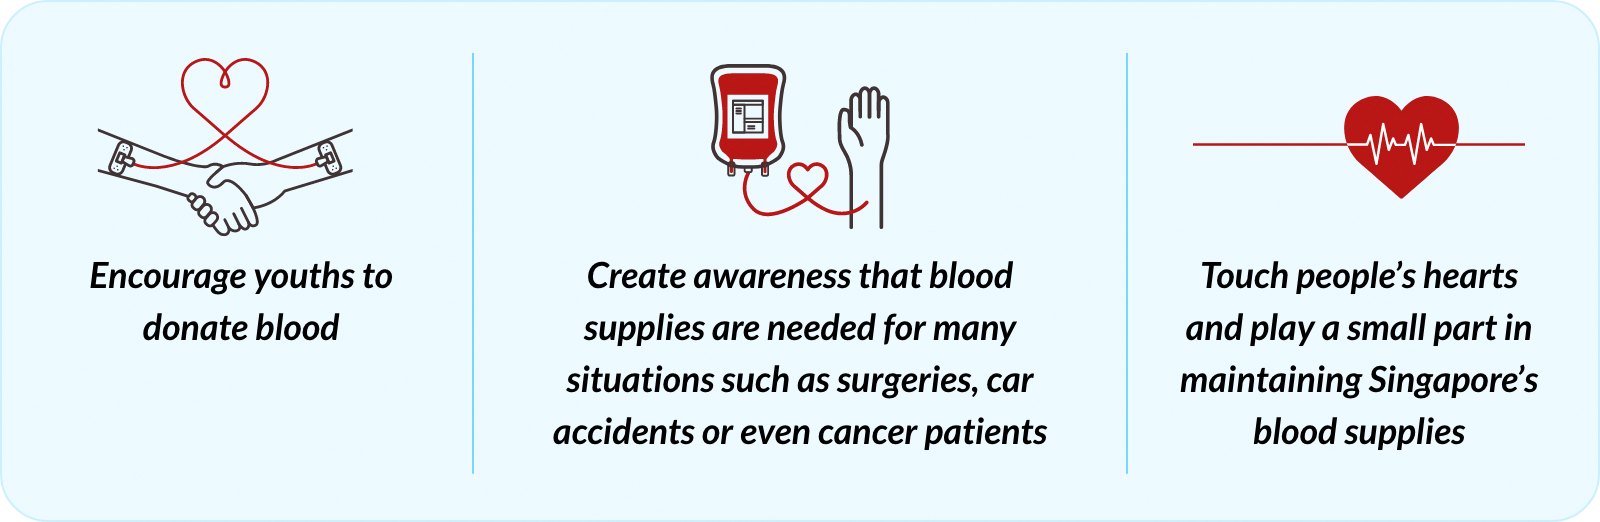 Encourage youths to
donate blood
Create awareness that blood
supplies are needed for many
situations such as surgeries, car
accidents or even cancer patients
Touch people’s hearts
and play a small part in
maintaining Singapore’s
blood supplies